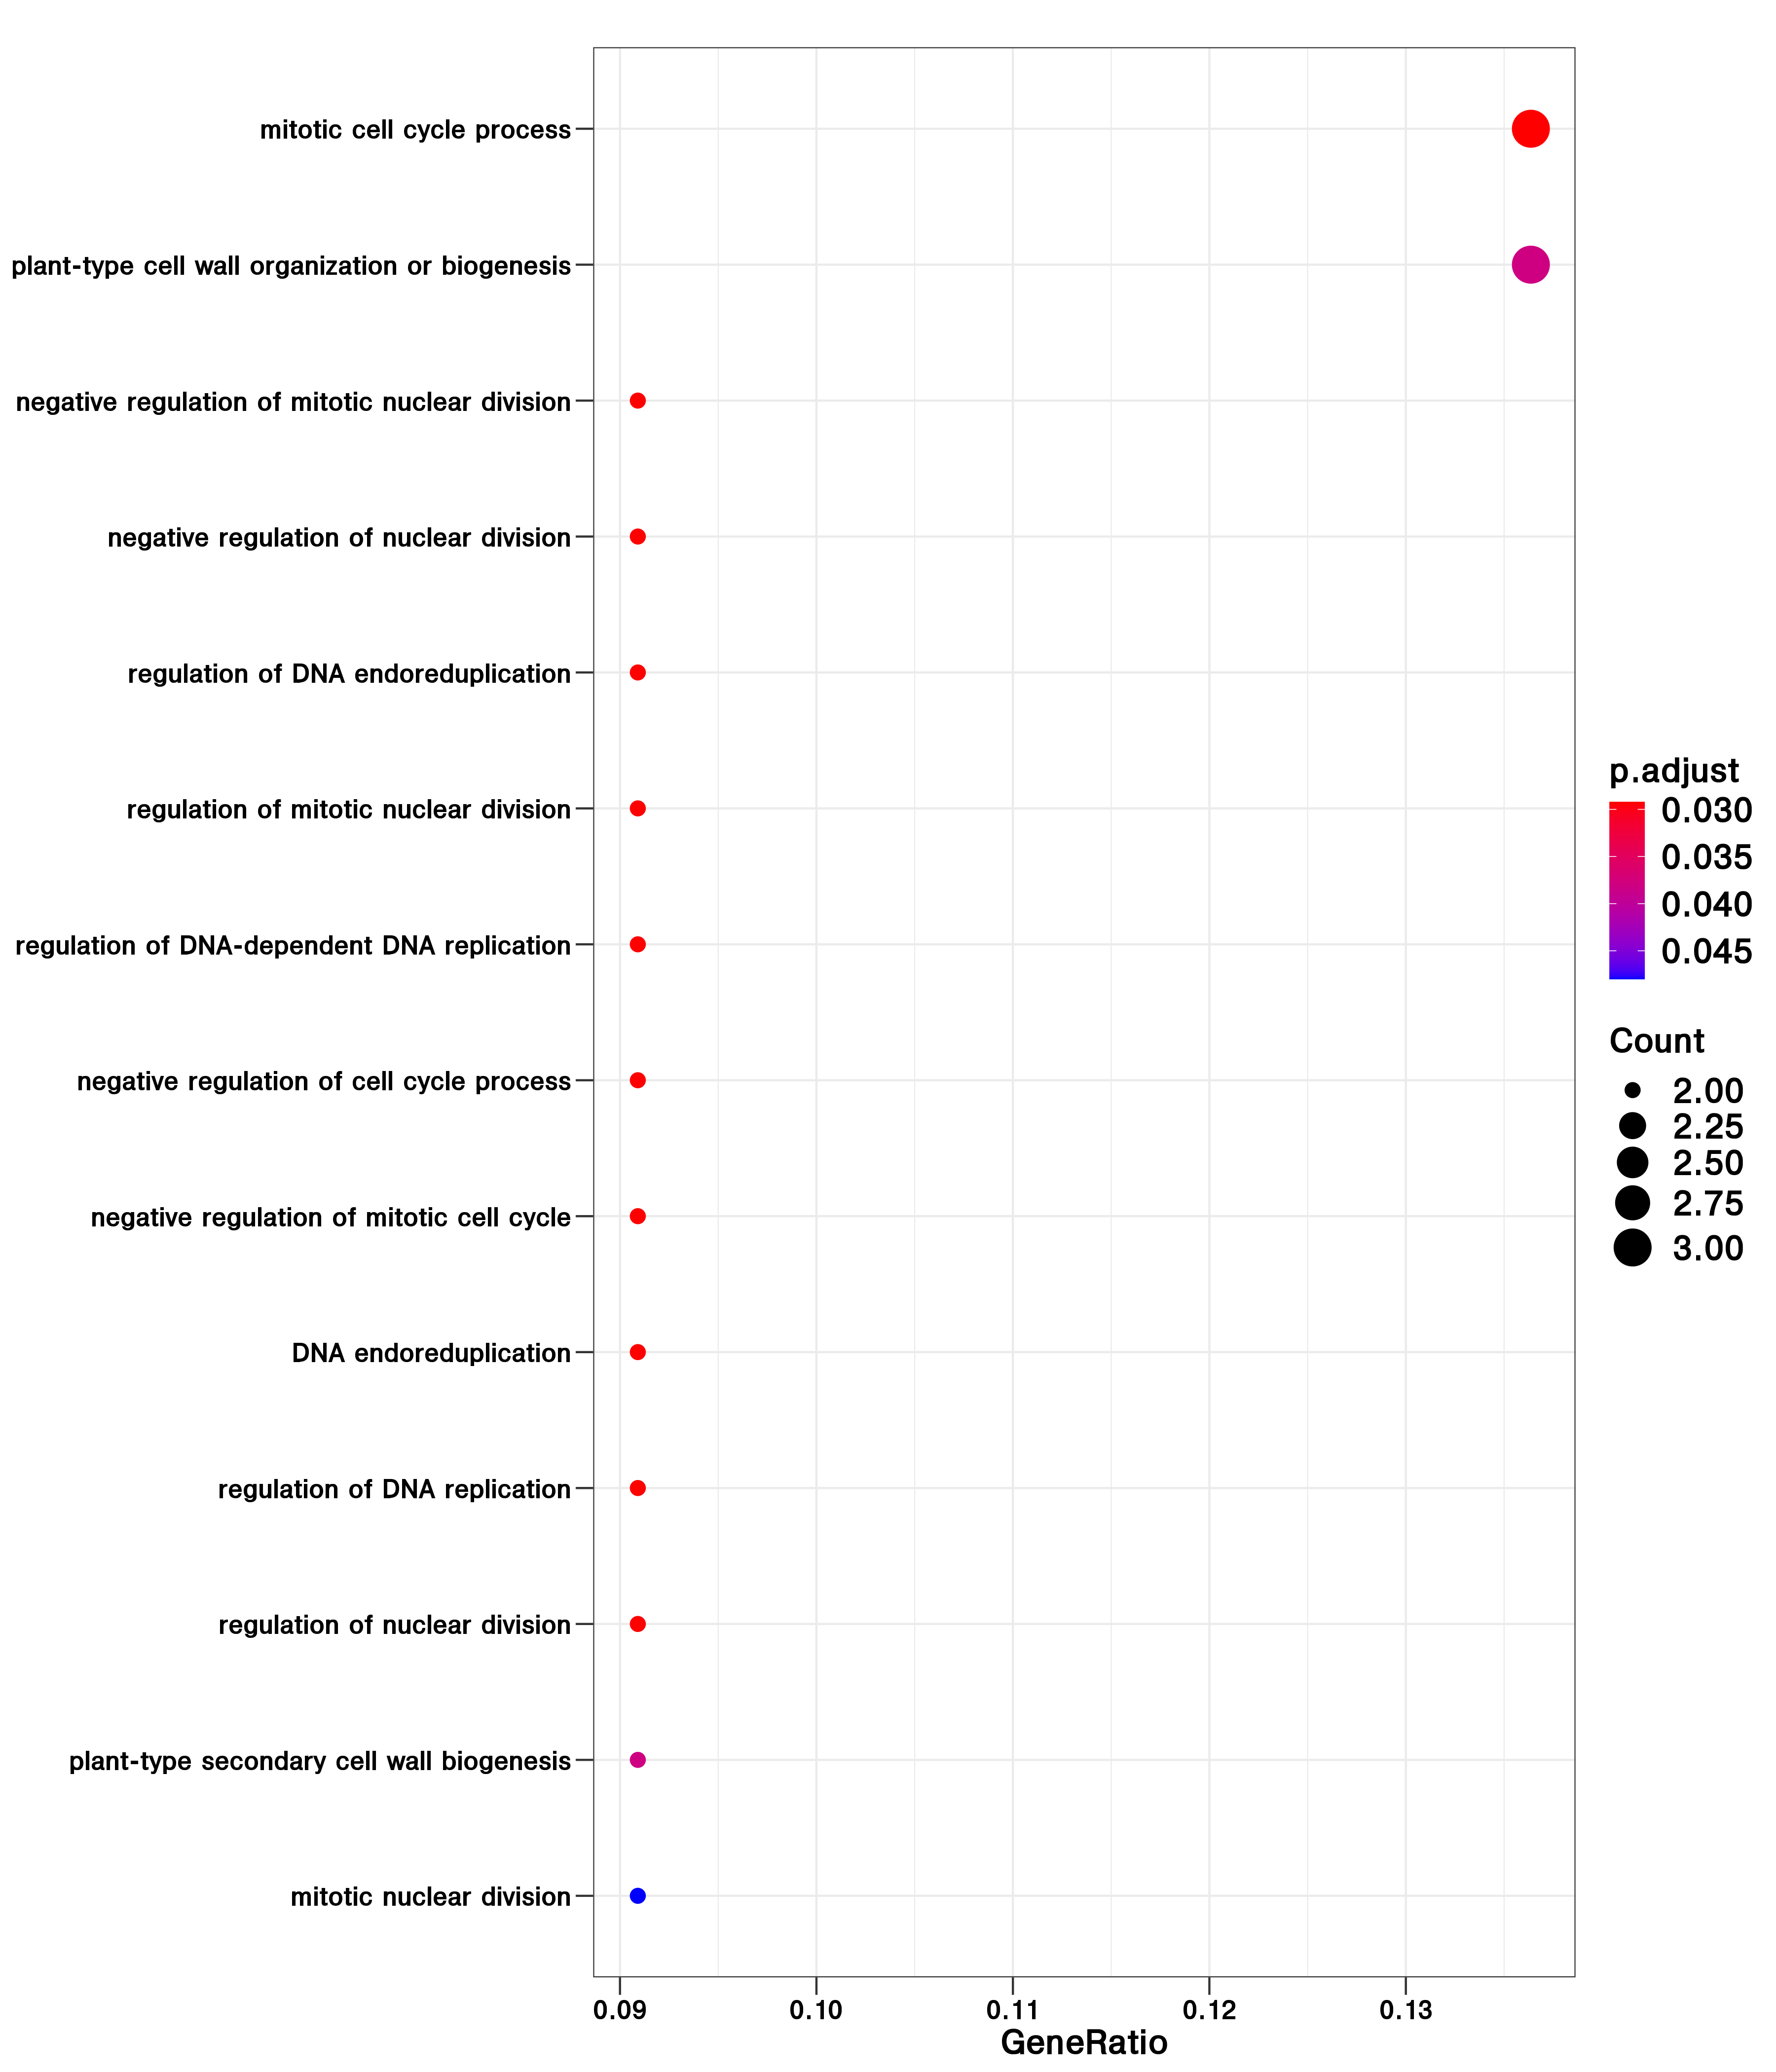 mitotic cell cycle process
plant-type cell wall organization or biogenesis
negative regulation of mitotic nuclear division
negative regulation of nuclear division
regulation of DNA endoreduplication
regulation of mitotic nuclear division
regulation of DNA-dependent DNA replication
negative regulation of cell cycle process
negative regulation of mitotic cell cycle
DNA endoreduplication
regulation of DNA replication
regulation of nuclear division
plant-type secondary cell wall biogenesis
mitotic nuclear division
0.09 0.10 0.11 0.12 0.13
GeneRatio
p.adjust
0.030
0.035
0.040
0.045
Count
2.00
2.25
2.50
2.75
3.00